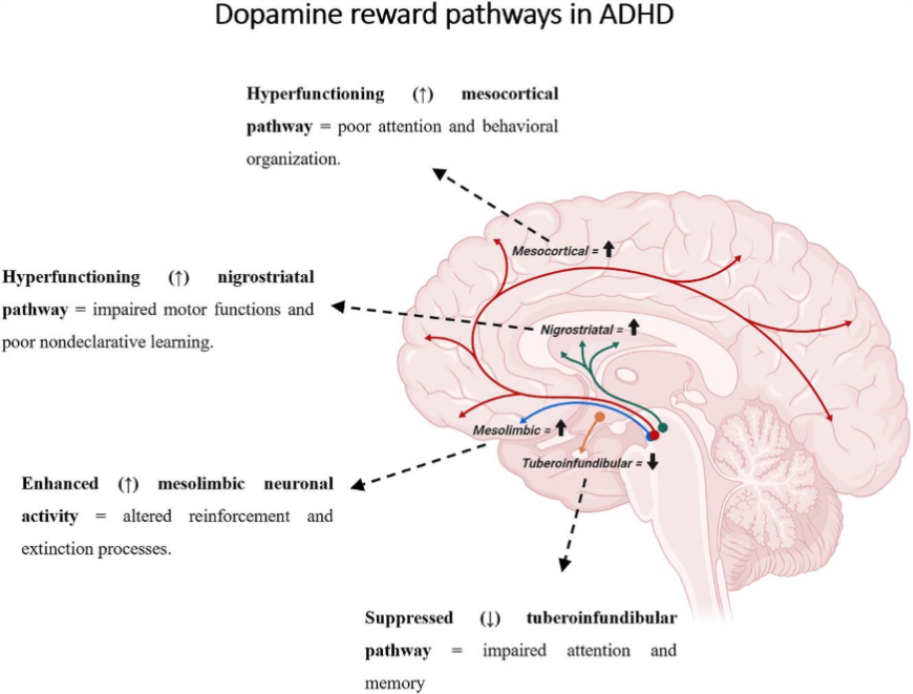 Dopamine reward pathways in ADHD
Hyperfunctioning (↑) mesocortical
pathway = poor attention and behavioral
organization.
Mesocortical = ↑
Hyperfunctioning (↑) nigrostriatal
pathway = impaired motor functions and
poor nondeclarative learning.
Nigrostriatal = ↑
Mesolimbic = ↑
Tuberoinfundibular = ↓
Enhanced (↑) mesolimbic neuronal
activity = altered reinforcement and
extinction processes.
Suppressed (↓) tuberoinfundibular
pathway = impaired attention and
memory